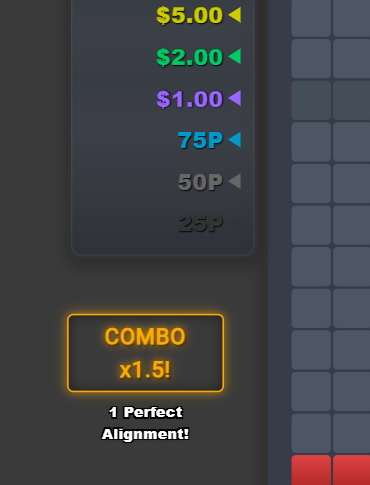 $5.00
$2.00
$1.00
75P
50P
25P
COMBO
x1.5!
1 Perfect
Alignment!